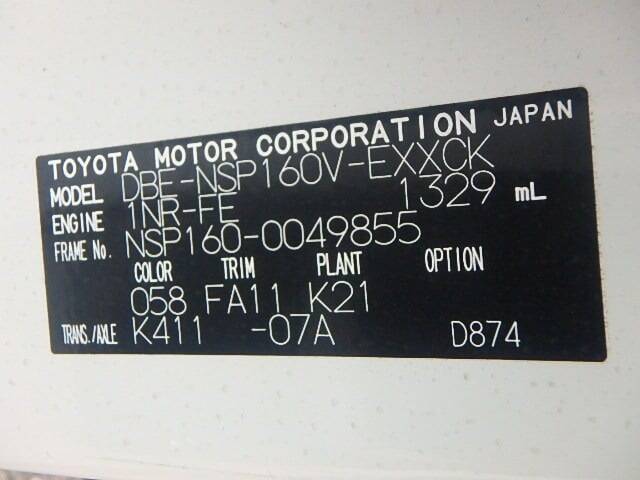 TOYOTA MOTOR CORPORATION JAPAN
MODEL DBE-NSP160V-EXXCK
ENGINE 1NR-FE 1329 mL
FRAME No. NSP160-0049855
COLOR TRIM PLANT OPTION
058 FA11 K21
TRANS./AXLE K411 -07A D874